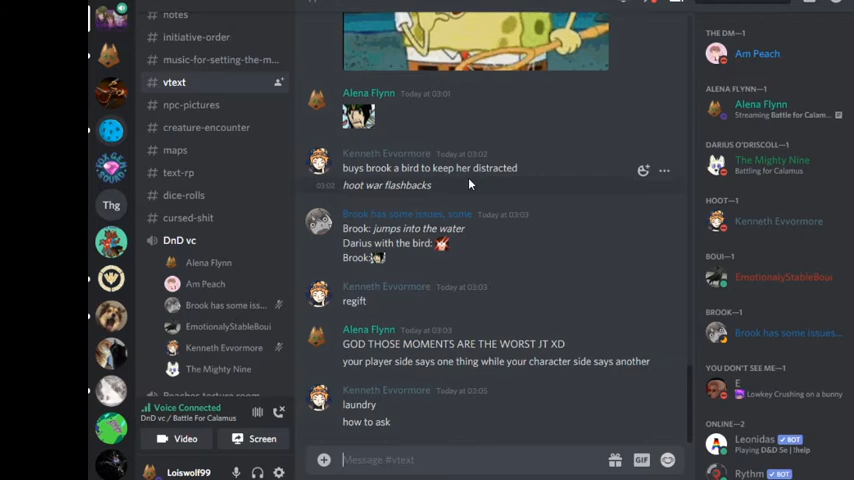 Thg
# notes
# initiative-order
# music-for-setting-the-m...
# vtext
# npc-pictures
# creature-encounter
# maps
# text-rp
# dice-rolls
# cursed-shit
DnD vc
Alena Flynn
Am Peach
Brook has some iss...
EmotionalyStableBoui
Kenneth Evvormore
The Mighty Nine
Voice Connected
DnD vc / Battle For Calamus
Video
Screen
Loiswolf99
Alena Flynn Today at 03:01
Kenneth Evvormore Today at 03:02
buys brook a bird to keep her distracted
03:02 hoot war flashbacks
Brook has some issues, some Today at 03:03
Brook: jumps into the water
Darius with the bird:
Brook:
Kenneth Evvormore Today at 03:03
regift
Alena Flynn Today at 03:03
GOD THOSE MOMENTS ARE THE WORST JT XD
your player side says one thing while your character side says another
Kenneth Evvormore Today at 03:05
laundry
how to ask
Message #vtext
GIF
THE DM—1
Am Peach
ALENA FLYNN—1
Alena Flynn
Streaming Battle for Calam...
DARIUS O'DRISCOLL—1
The Mighty Nine
Battling for Calamus
HOOT—1
Kenneth Evvormore
BOUI—1
EmotionalyStableBoui
BROOK—1
Brook has some issues...
YOU DON'T SEE ME—1
E
Lowkey Crushing on a bunny
ONLINE—2
Leonidas BOT
Playing D&D Se | !help
Rythm BOT